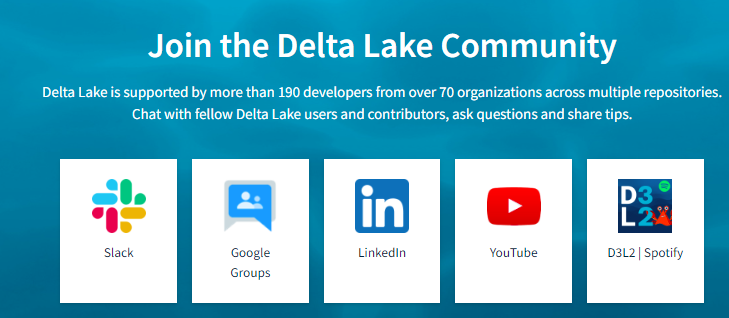 Join the Delta Lake Community
Delta Lake is supported by more than 190 developers from over 70 organizations across multiple repositories.
Chat with fellow Delta Lake users and contributors, ask questions and share tips.
in
D3
L2
Slack
Google
Groups
LinkedIn
YouTube
D3L2 | Spotify